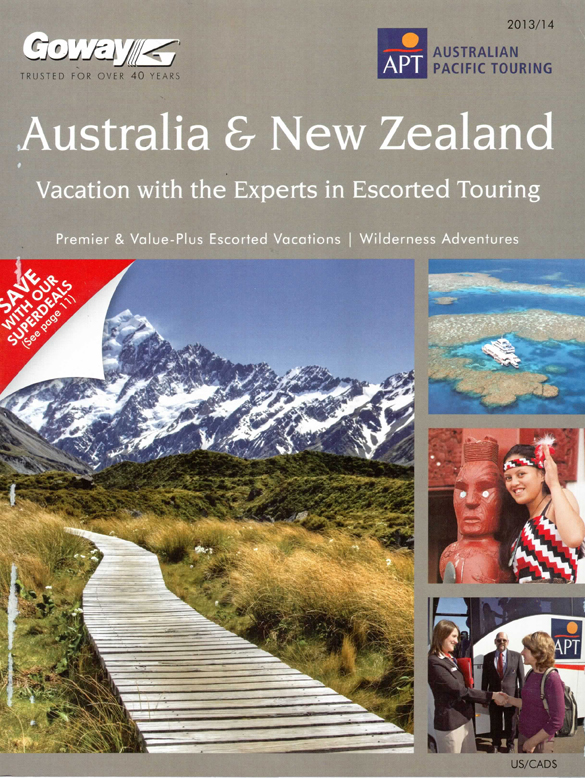 2013/14
Goway
TRUSTED FOR OVER 40 YEARS
APT
AUSTRALIAN
PACIFIC TOURING
Australia & New Zealand
Vacation with the Experts in Escorted Touring
Premier & Value-Plus Escorted Vacations | Wilderness Adventures
SAVE
WITH OUR
SUPERDEALS
(See page 11)
APT
US/CAD$